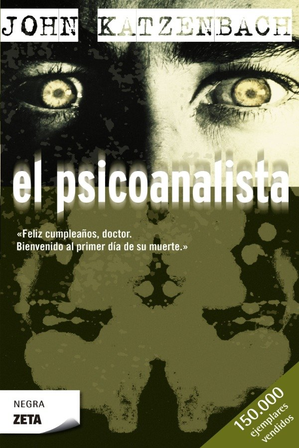 JOHN KATZENBACH
el psicoanalista
«Feliz cumpleaños, doctor.
Bienvenido al primer día de su muerte.»
NEGRA
ZETA
150.000
ejemplares
vendidos